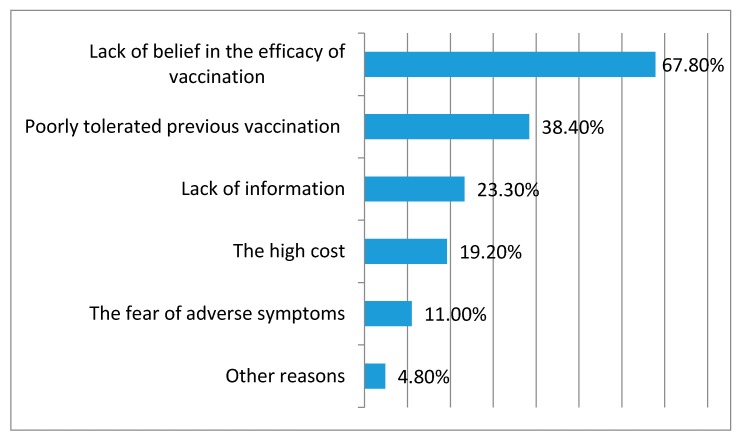 Lack of belief in the efficacy of
vaccination
67.80%
Poorly tolerated previous vaccination
38.40%
Lack of information
23.30%
The high cost
19.20%
The fear of adverse symptoms
11.00%
Other reasons
4.80%